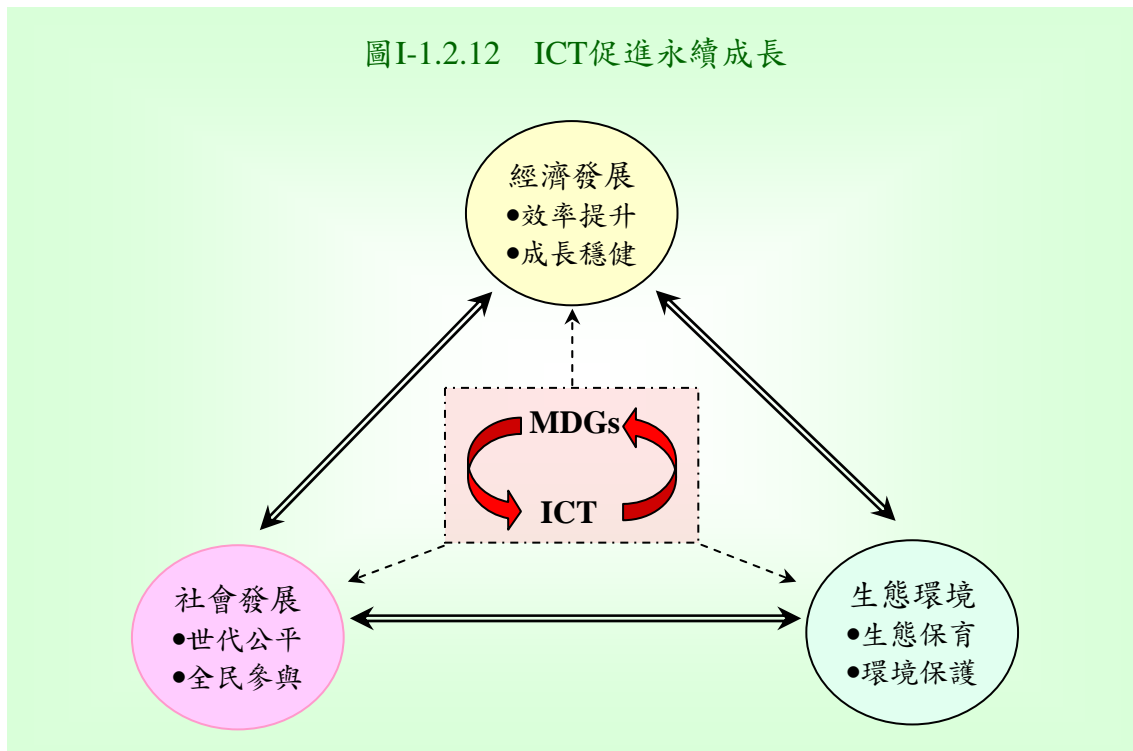 圖I-1.2.12 ICT促進永續成長
經濟發展
●效率提升
●成長穩健
MDGs
ICT
社會發展
●世代公平
●全民參與
生態環境
●生態保育
●環境保護